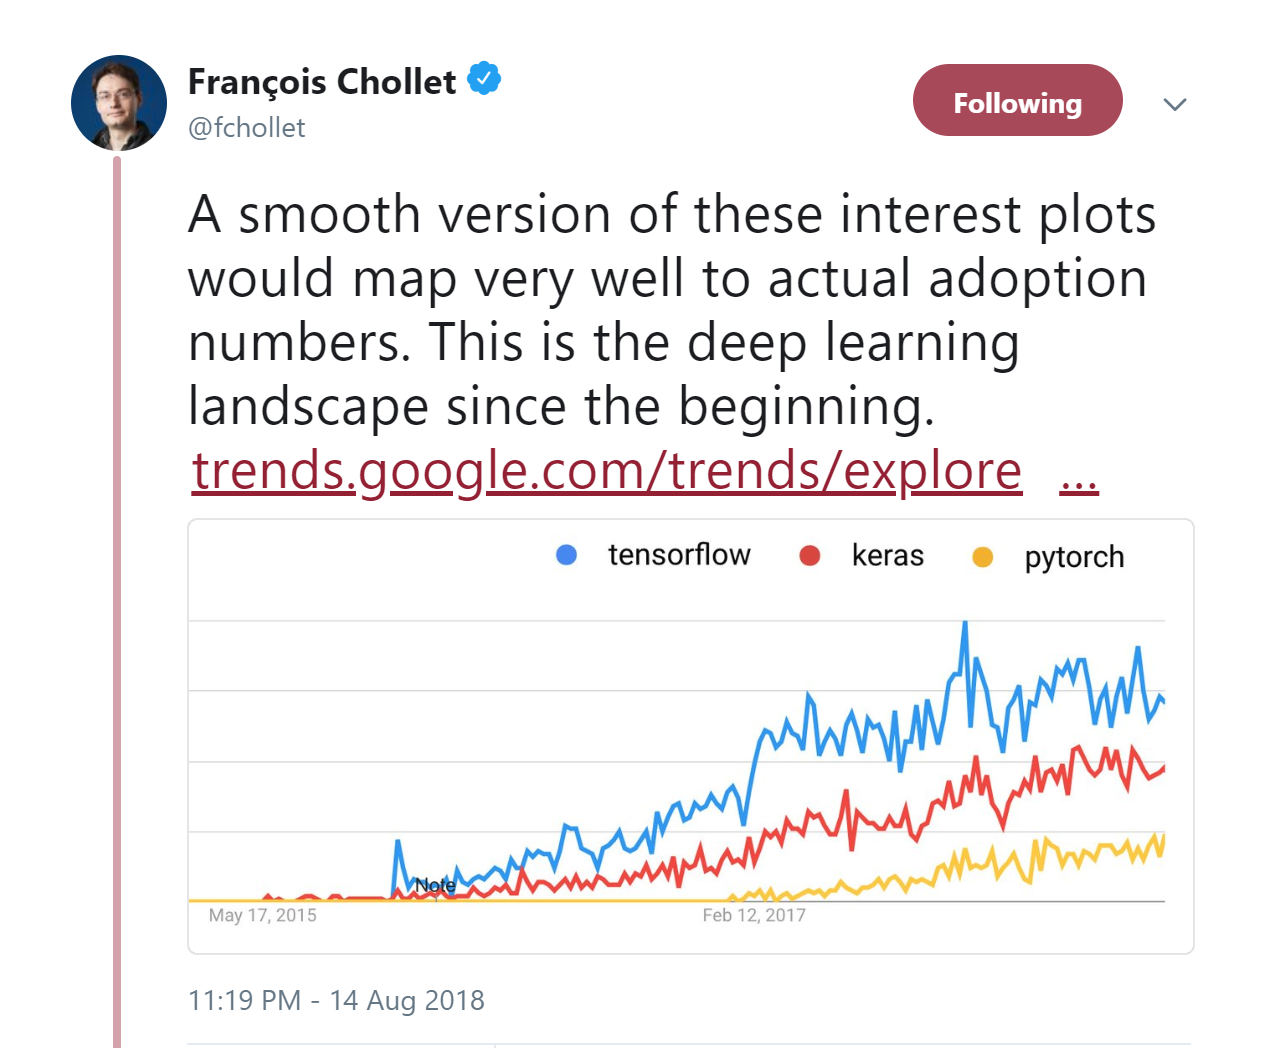 François Chollet
@fchollet
Following
A smooth version of these interest plots
would map very well to actual adoption
numbers. This is the deep learning
landscape since the beginning.
trends.google.com/trends/explore ...
tensorflow keras pytorch
Note
May 17, 2015 Feb 12, 2017
11:19 PM - 14 Aug 2018